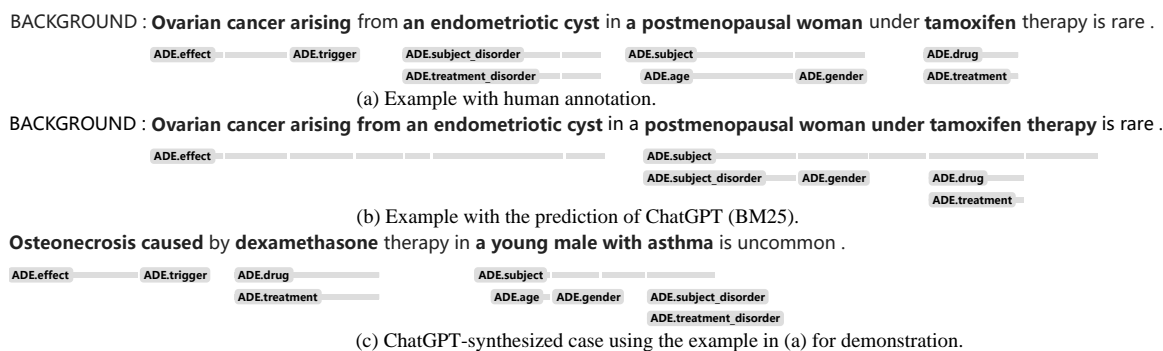 BACKGROUND : Ovarian cancer arising from an endometriotic cyst in a postmenopausal woman under tamoxifen therapy is rare .
ADE.effect ADE.trigger ADE.subject_disorder ADE.subject ADE.drug
ADE.treatment_disorder ADE.age ADE.gender ADE.treatment
(a) Example with human annotation.
BACKGROUND : Ovarian cancer arising from an endometriotic cyst in a postmenopausal woman under tamoxifen therapy is rare .
ADE.effect ADE.subject
ADE.subject_disorder ADE.gender ADE.drug
ADE.treatment
(b) Example with the prediction of ChatGPT (BM25).
Osteonecrosis caused by dexamethasone therapy in a young male with asthma is uncommon .
ADE.effect ADE.trigger ADE.drug ADE.subject
ADE.treatment ADE.age ADE.gender ADE.subject_disorder
ADE.treatment_disorder
(c) ChatGPT-synthesized case using the example in (a) for demonstration.